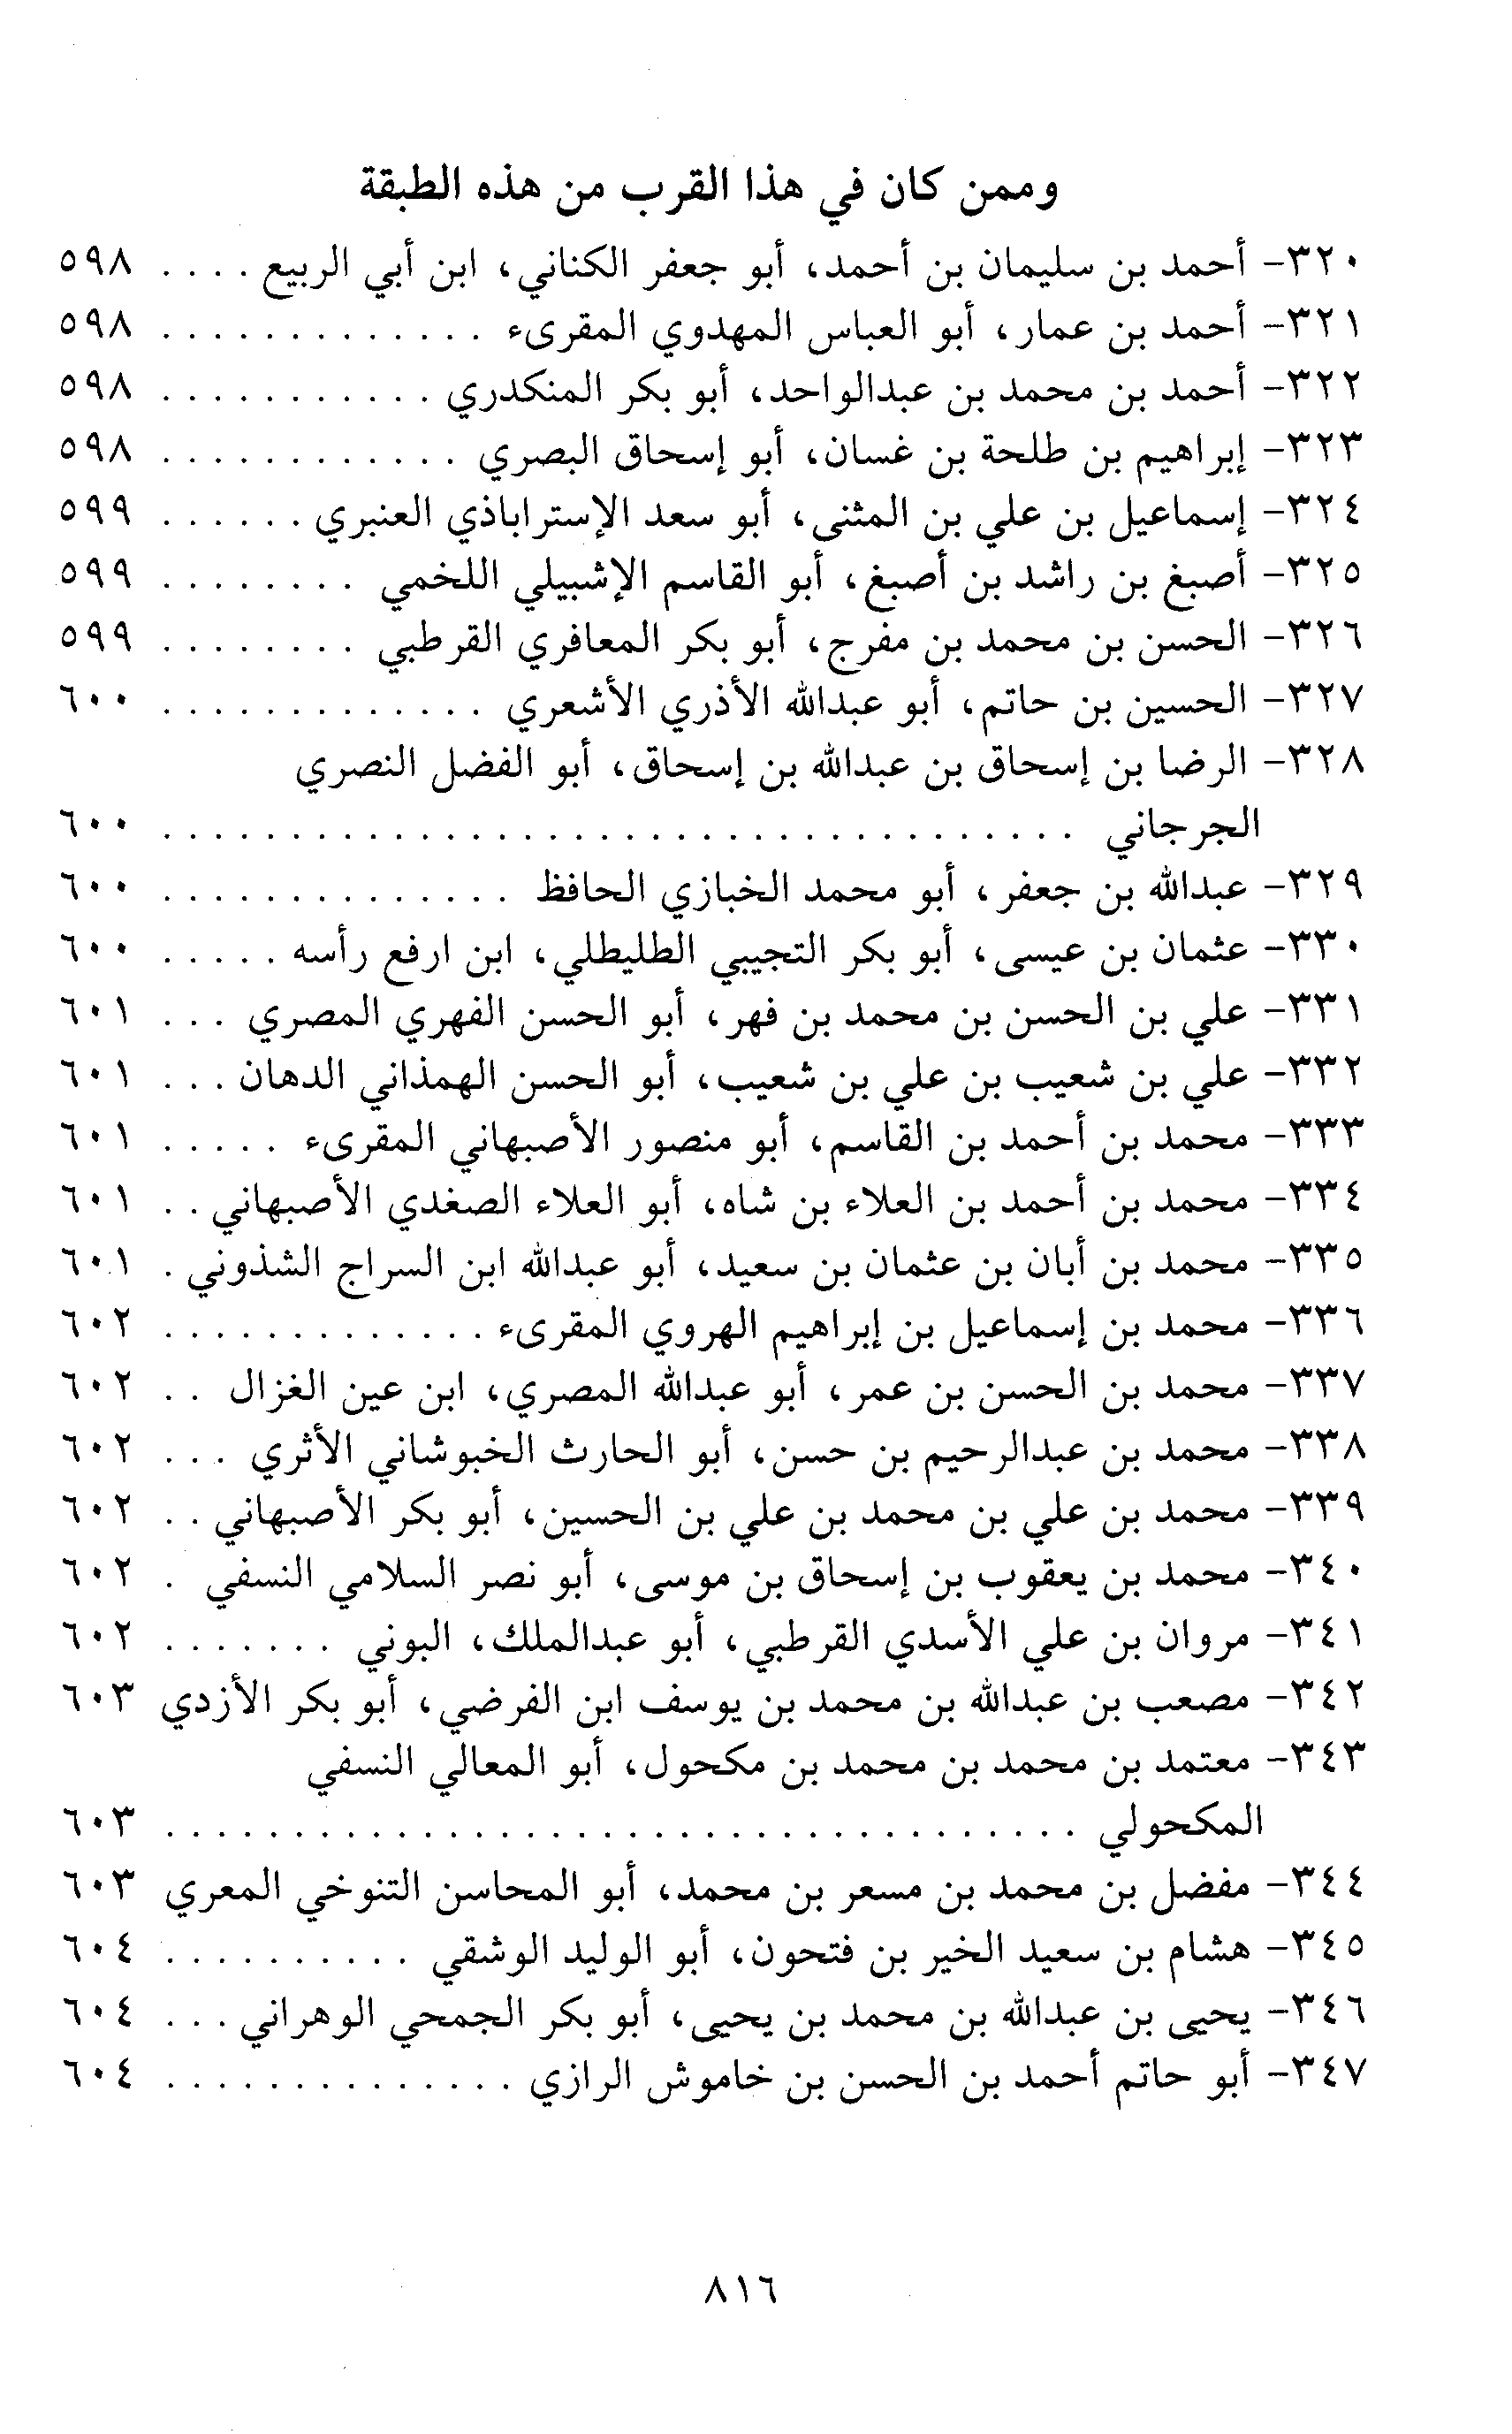 وممن كان في هذا القرب من هذه الطبقة
٣٢٠- أحمد بن سليمان بن أحمد، أبو جعفر الكناني، ابن أبي الربيع . . . . ٥٩٨
٣٢١- أحمد بن عمار، أبو العباس المهدوي المقرىء . . . . . . . . . . . . . ٥٩٨
٣٢٢- أحمد بن محمد بن عبدالواحد، أبو بكر المنكدري . . . . . . . . . . . ٥٩٨
٣٢٣- إبراهيم بن طلحة بن غسان، أبو إسحاق البصري . . . . . . . . . . . . ٥٩٨
٣٢٤- إسماعيل بن علي بن المثنى، أبو سعد الإستراباذي العنبري . . . . . . ٥٩٩
٣٢٥- أصبغ بن راشد بن أصبغ، أبو القاسم الإشبيلي اللخمي . . . . . . . . ٥٩٩
٣٢٦- الحسن بن محمد بن مفرج، أبو بكر المعافري القرطبي . . . . . . . . ٥٩٩
٣٢٧- الحسين بن حاتم، أبو عبدالله الأذري الأشعري . . . . . . . . . . . . . ٦٠٠
٣٢٨- الرضا بن إسحاق بن عبدالله بن إسحاق، أبو الفضل النصري
الجرجاني . . . . . . . . . . . . . . . . . . . . . . . . . . . . . . . . . . . . ٦٠٠
٣٢٩- عبدالله بن جعفر، أبو محمد الخبازي الحافظ . . . . . . . . . . . . . . ٦٠٠
٣٣٠- عثمان بن عيسى، أبو بكر التجيبي الطليطلي، ابن ارفع رأسه . . . . . ٦٠٠
٣٣١- علي بن الحسن بن محمد بن فهر، أبو الحسن الفهري المصري . . . ٦٠١
٣٣٢- علي بن شعيب بن علي بن شعيب، أبو الحسن الهمذاني الدهان . . . ٦٠١
٣٣٣- محمد بن أحمد بن القاسم، أبو منصور الأصبهاني المقرىء . . . . . ٦٠١
٣٣٤- محمد بن أحمد بن العلاء بن شاه، أبو العلاء الصغدي الأصبهاني . . ٦٠١
٣٣٥- محمد بن أبان بن عثمان بن سعيد، أبو عبدالله ابن السراج الشذوني . ٦٠١
٣٣٦- محمد بن إسماعيل بن إبراهيم الهروي المقرىء . . . . . . . . . . . . . ٦٠٢
٣٣٧- محمد بن الحسن بن عمر، أبو عبدالله المصري، ابن عين الغزال . . ٦٠٢
٣٣٨- محمد بن عبدالرحيم بن حسن، أبو الحارث الخبوشاني الأثري . . . ٦٠٢
٣٣٩- محمد بن علي بن محمد بن علي بن الحسين، أبو بكر الأصبهاني . . ٦٠٢
٣٤٠- محمد بن يعقوب بن إسحاق بن موسى، أبو نصر السلامي النسفي . ٦٠٢
٣٤١- مروان بن علي الأسدي القرطبي، أبو عبدالملك، البوني . . . . . . . ٦٠٢
٣٤٢- مصعب بن عبدالله بن محمد بن يوسف ابن الفرضي، أبو بكر الأزدي ٦٠٣
٣٤٣- معتمد بن محمد بن محمد بن مكحول، أبو المعالي النسفي
المكحولي . . . . . . . . . . . . . . . . . . . . . . . . . . . . . . . . . . . . ٦٠٣
٣٤٤- مفضل بن محمد بن مسعر بن محمد، أبو المحاسن التنوخي المعري ٦٠٣
٣٤٥- هشام بن سعيد الخير بن فتحون، أبو الوليد الوشقي . . . . . . . . . . ٦٠٤
٣٤٦- يحيى بن عبدالله بن محمد بن يحيى، أبو بكر الجمحي الوهراني . . . ٦٠٤
٣٤٧- أبو حاتم أحمد بن الحسن بن خاموش الرازي . . . . . . . . . . . . . . ٦٠٤
٨١٦